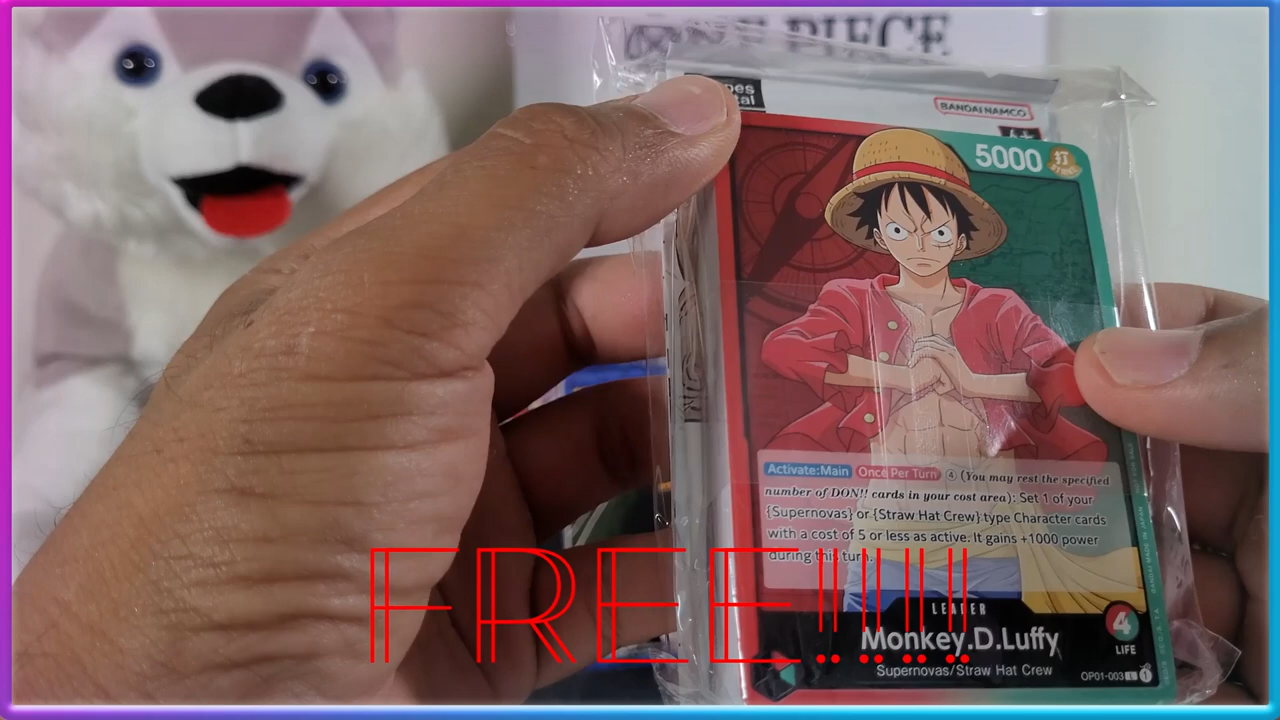 PIECE
BANDAI NAMCO
5000
打
Activate:Main Once Per Turn ④ (You may rest the specified
number of DON!! cards in your cost area): Set 1 of your
{Supernovas} or {Straw Hat Crew} type Character cards
with a cost of 5 or less as active. It gains +1000 power
during this turn.
FREE!!!!!
LEADER
4
LIFE
Monkey.D.Luffy
Supernovas/Straw Hat Crew
OP01-003 L 1